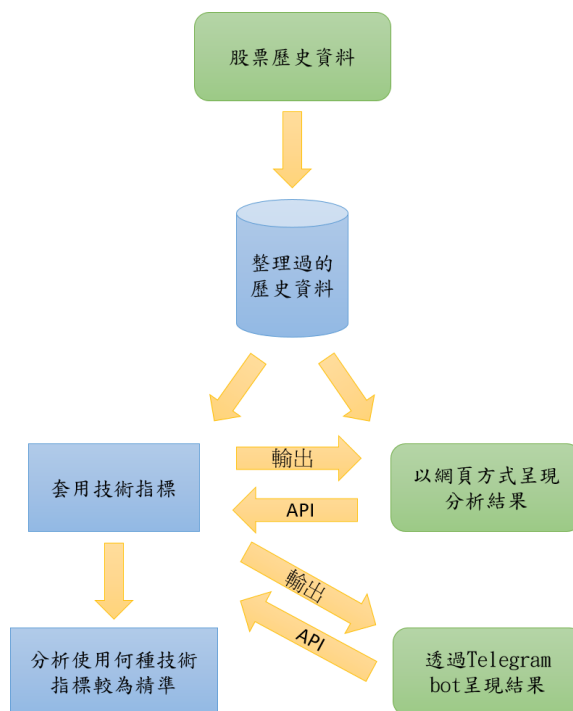 股票歷史資料
整理過的
歷史資料
套用技術指標
輸出
API
以網頁方式呈現
分析結果
輸出
API
分析使用何種技術
指標較為精準
透過Telegram
bot呈現結果